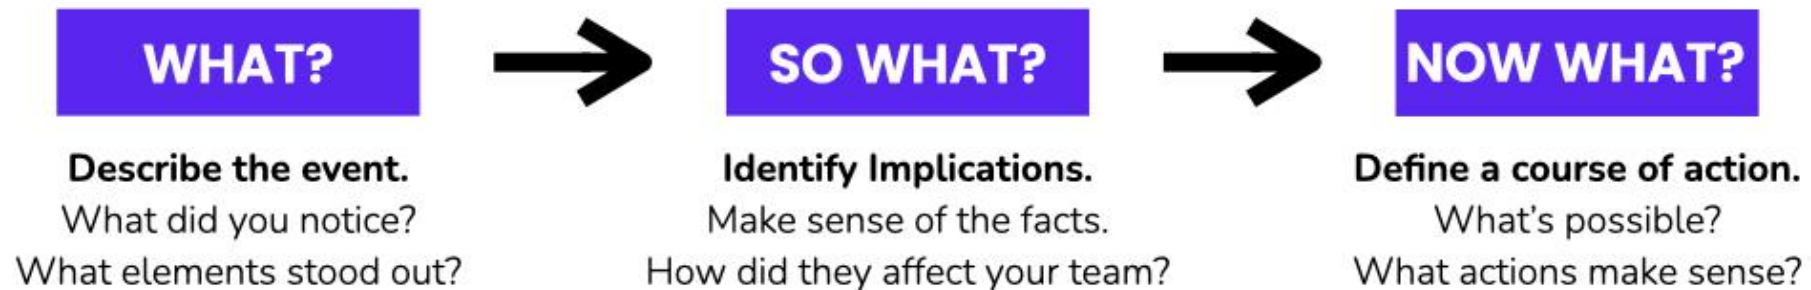 WHAT?
Describe the event.
What did you notice?
What elements stood out?
SO WHAT?
Identify Implications.
Make sense of the facts.
How did they affect your team?
NOW WHAT?
Define a course of action.
What’s possible?
What actions make sense?